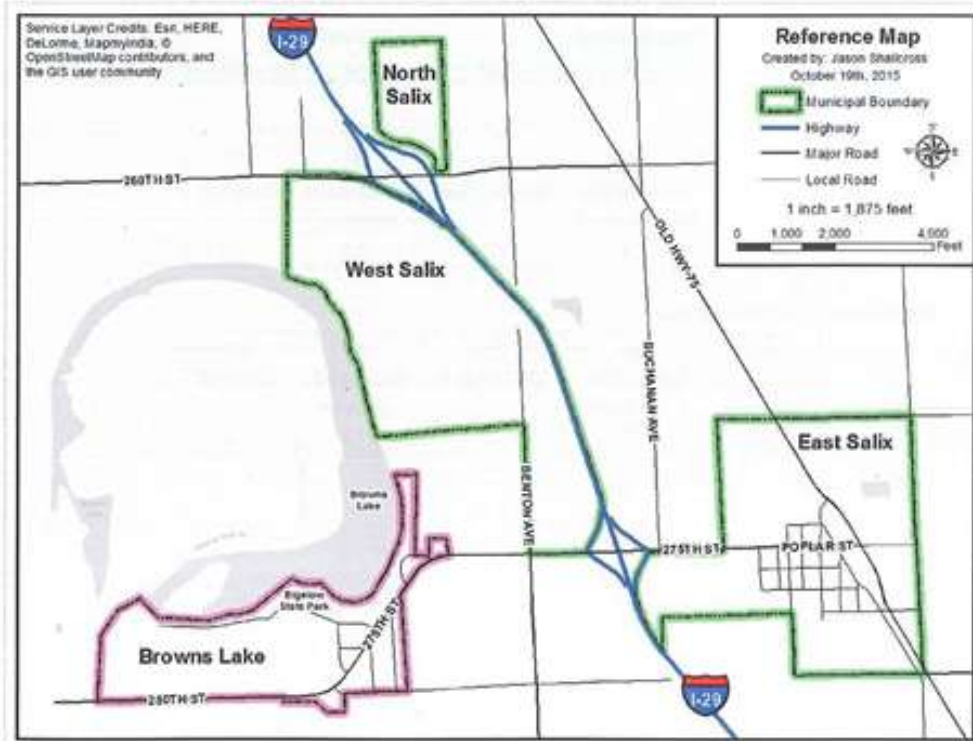 Service Layer Credits: Esri, HERE,
DeLorme, MapmyIndia, ©
OpenStreetMap contributors, and
the GIS user community
I-29
North
Salix
Reference Map
Created by: Jason Shallcross
October 19th, 2015
Municipal Boundary
Highway
Major Road
Local Road
1 inch = 1,875 feet
0 1,000 2,000 4,000
Feet
260TH ST
West Salix
OLD HWY-75
BUCHANAN AVE
East Salix
BENTON AVE
Browns
Lake
275TH ST
POPLAR ST
Bigelow
State Park
275TH ST
Browns Lake
280TH ST
I-29